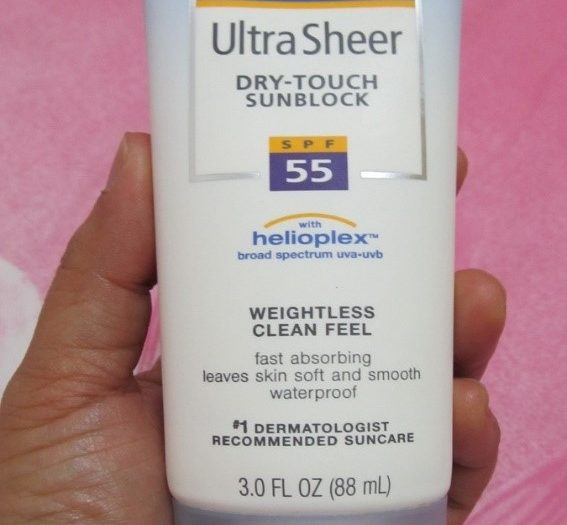 Ultra Sheer
DRY-TOUCH
SUNBLOCK
SPF
55
with
helioplex™
broad spectrum uva-uvb
WEIGHTLESS
CLEAN FEEL
fast absorbing
leaves skin soft and smooth
waterproof
#1 DERMATOLOGIST
RECOMMENDED SUNCARE
3.0 FL OZ (88 mL)